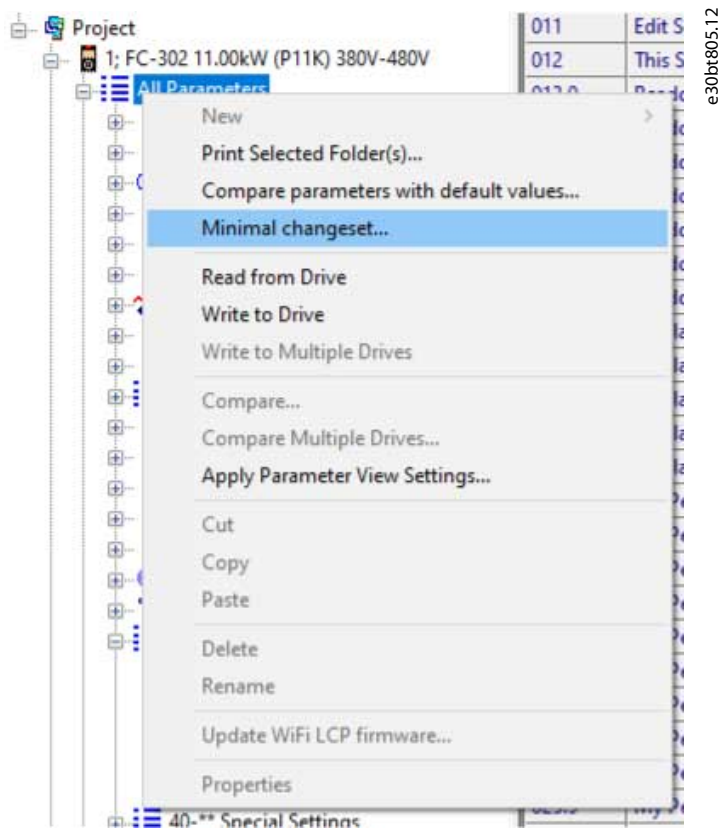 Project
1; FC-302 11.00kW (P11K) 380V-480V
All Parameters
New
Print Selected Folder(s)...
Compare parameters with default values...
Minimal changeset...
Read from Drive
Write to Drive
Write to Multiple Drives
Compare...
Compare Multiple Drives...
Apply Parameter View Settings...
Cut
Copy
Paste
Delete
Rename
Update WiFi LCP firmware...
Properties
40-** Special Settings
011 Edit S
012 This S
e30bt805.12